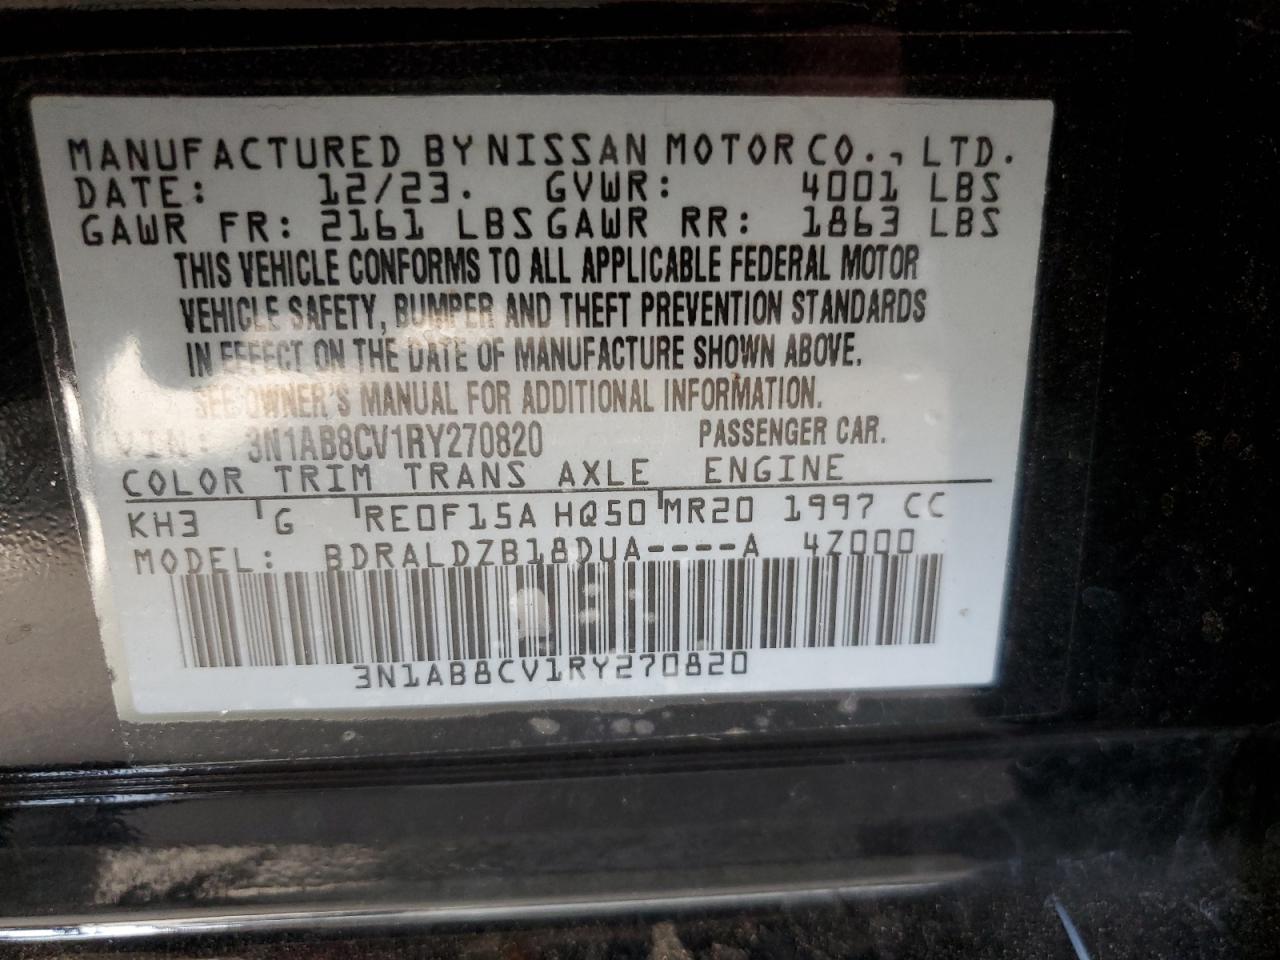 MANUFACTURED BY NISSAN MOTOR CO., LTD.
DATE: 12/23. GVWR: 4001 LBS
GAWR FR: 2161 LBS GAWR RR: 1863 LBS
THIS VEHICLE CONFORMS TO ALL APPLICABLE FEDERAL MOTOR
VEHICLE SAFETY, BUMPER AND THEFT PREVENTION STANDARDS
IN EFFECT ON THE DATE OF MANUFACTURE SHOWN ABOVE.
SEE OWNER'S MANUAL FOR ADDITIONAL INFORMATION.
VIN: 3N1AB8CV1RY270820 PASSENGER CAR.
COLOR TRIM TRANS AXLE ENGINE
KH3 G RE0F15A HQ50 MR20 1997 CC
MODEL: BDRALDZB18DUA----A 4Z000
3N1AB8CV1RY270820